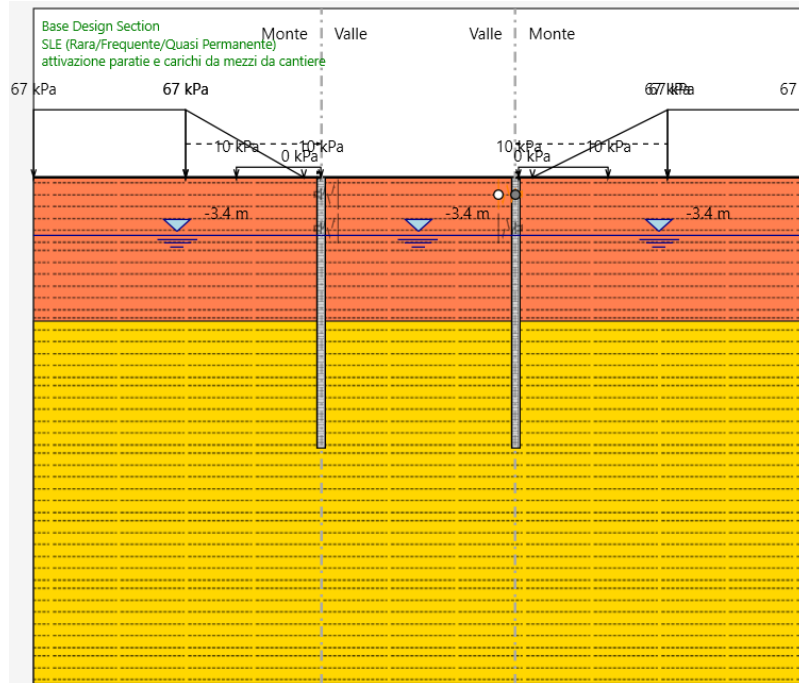 Base Design Section
SLE (Rara/Frequente/Quasi Permanente)
attivazione paratie e carichi da mezzi da cantiere
Monte Valle Valle Monte
67 kPa 67 kPa 67 kPa 67
10 kPa 10 kPa 10 kPa 10 kPa
0 kPa 0 kPa
-3.4 m -3.4 m -3.4 m